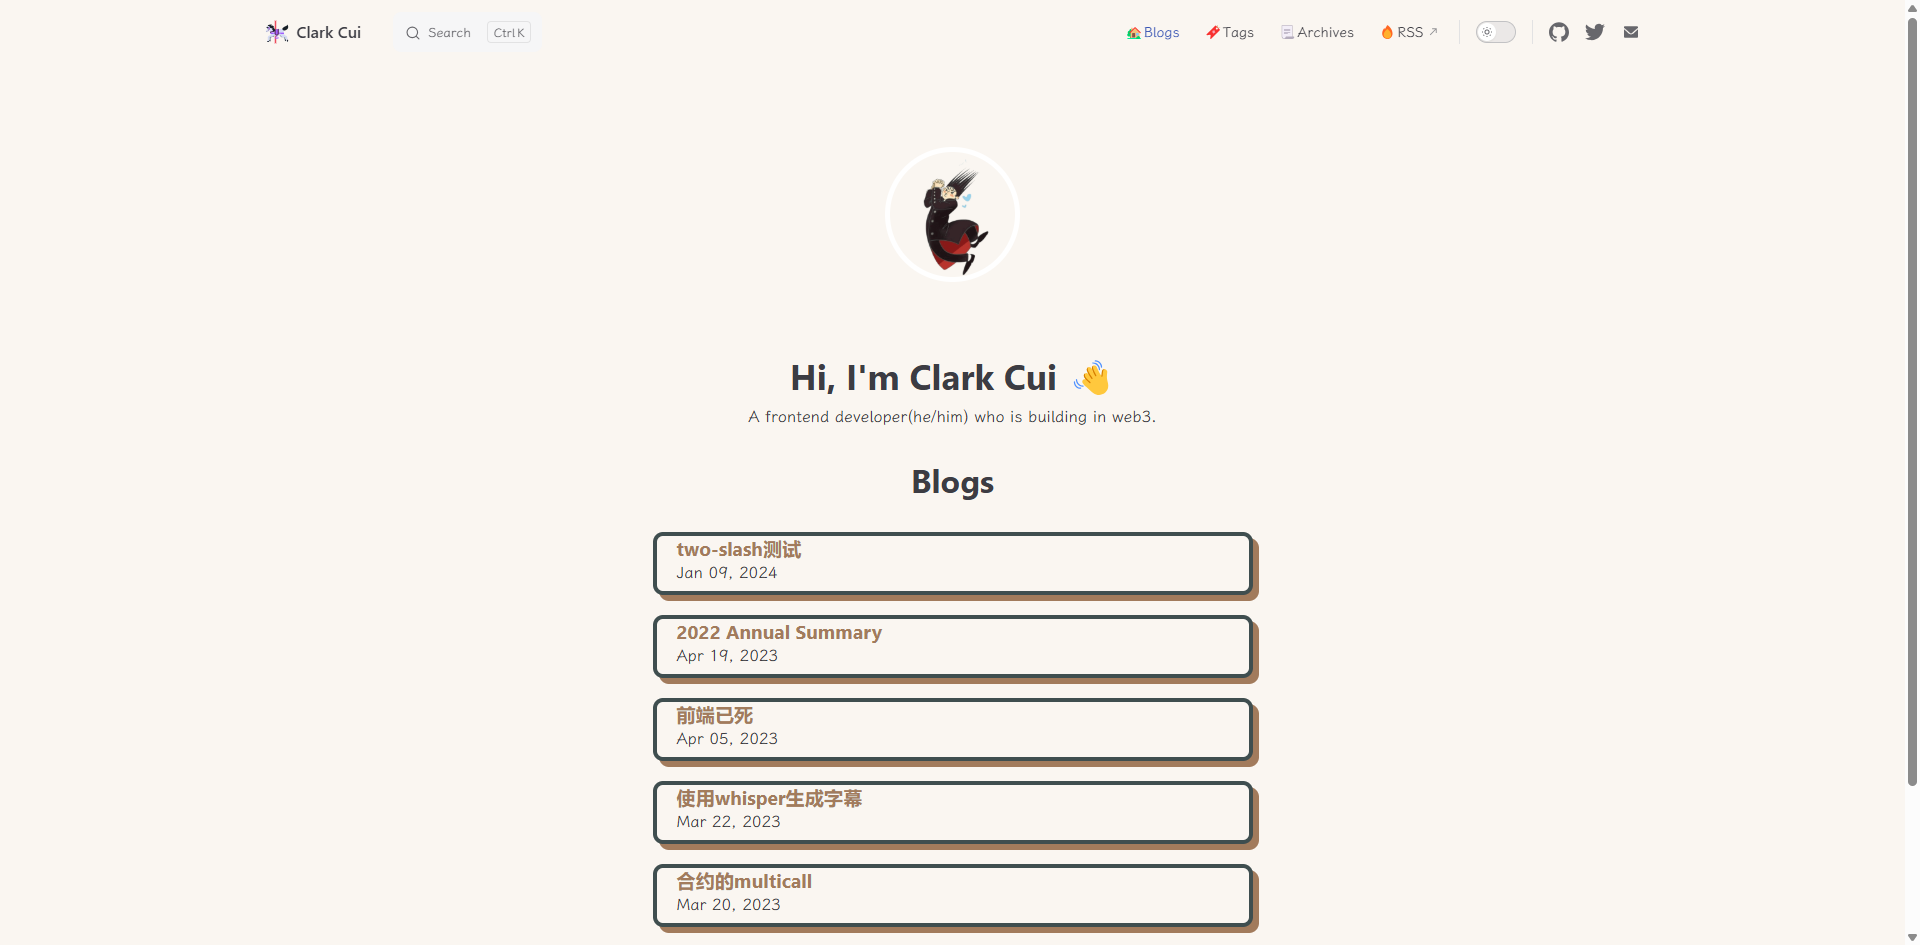 Clark Cui
Search Ctrl K
Blogs Tags Archives RSS
Hi, I'm Clark Cui 👋
A frontend developer(he/him) who is building in web3.
Blogs
two-slash测试
Jan 09, 2024
2022 Annual Summary
Apr 19, 2023
前端已死
Apr 05, 2023
使用whisper生成字幕
Mar 22, 2023
合约的multicall
Mar 20, 2023